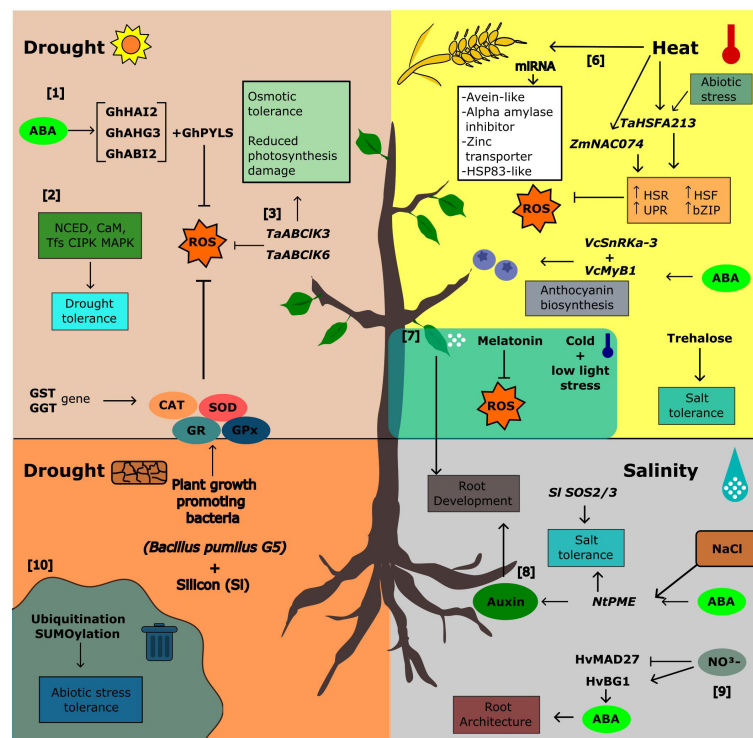 Drought
[1]
ABA
GhHAI2
GhAHG3
GhABI2
+GhPYLS
Osmotic
tolerance
Reduced
photosynthesis
damage
[2]
NCED, CaM,
Tfs CIPK MAPK
Drought
tolerance
ROS
[3]
TaABClK3
TaABClK6
GST
GGT
gene
CAT
SOD
GR
GPx
Heat
[6]
miRNA
-Avein-like
-Alpha amylase
inhibitor
-Zinc
transporter
-HSP83-like
Abiotic
stress
TaHSFA213
ZmNAC074
↑ HSR
↑ HSF
↑ UPR
↑ bZIP
ROS
VcSnRKa-3
+
VcMyB1
ABA
Anthocyanin
biosynthesis
[7]
Melatonin
ROS
Cold
+
low light
stress
Trehalose
Salt
tolerance
Drought
Plant growth
promoting
bacteria
(Bacilus pumilus G5)
+
Silicon (Si)
[10]
Ubiquitination
SUMOylation
Abiotic stress
tolerance
Salinity
Root
Development
Sl SOS2/3
Salt
tolerance
NaCl
[8]
Auxin
NtPME
ABA
HvMAD27
HvBG1
NO³-
[9]
Root
Architecture
ABA